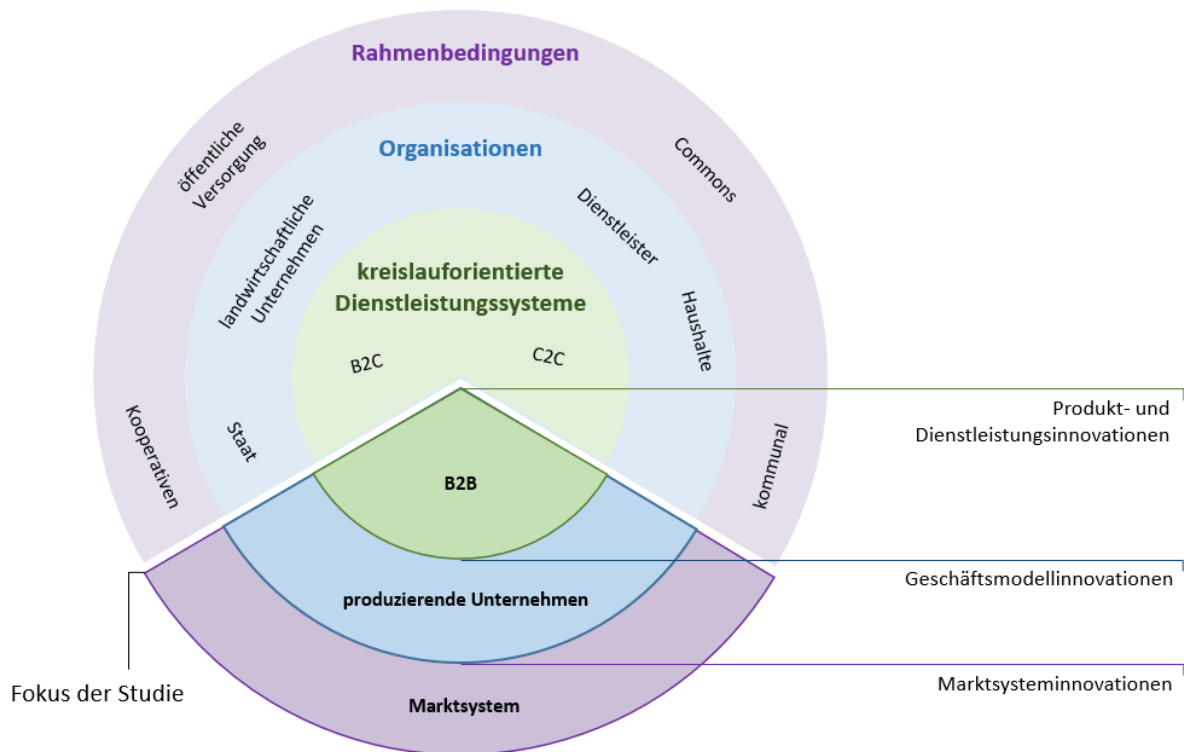 Rahmenbedingungen
öffentliche
Versorgung
Commons
Organisationen
landwirtschaftliche
Unternehmen
Dienstleister
kreislauforientierte
Dienstleistungssysteme
Haushalte
B2C
C2C
Kooperativen
Staat
kommunal
Produkt- und
Dienstleistungsinnovationen
B2B
Geschäftsmodellinnovationen
produzierende Unternehmen
Fokus der Studie
Marktsysteminnovationen
Marktsystem